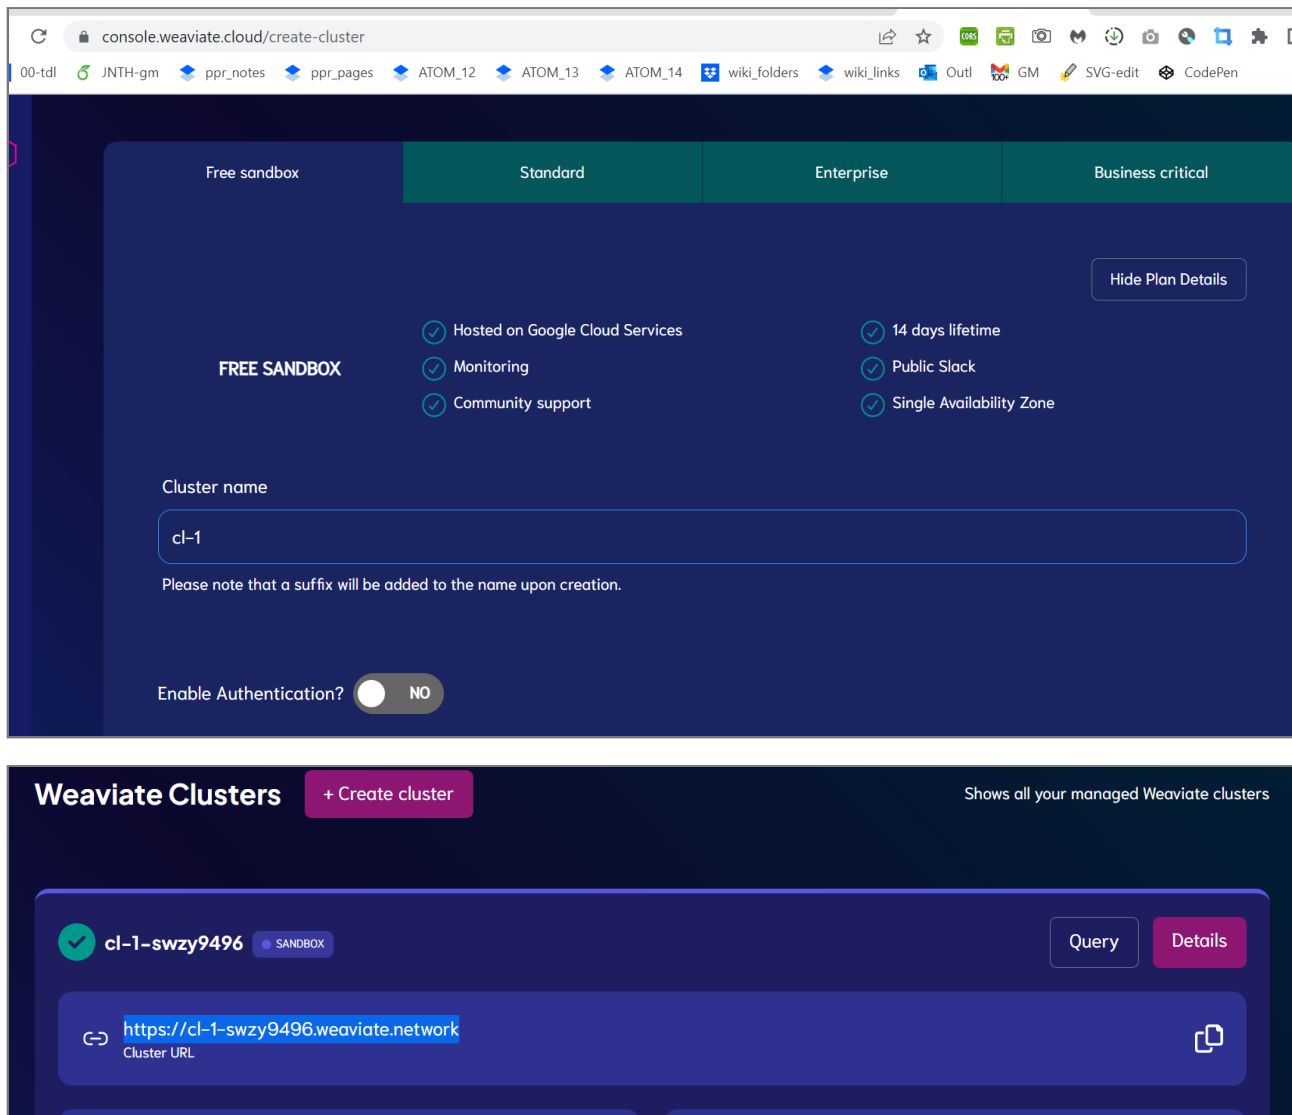 console.weaviate.cloud/create-cluster
CORS
00-tdl JNTH-gm ppr_notes ppr_pages ATOM_12 ATOM_13 ATOM_14 wiki_folders wiki_links Outl 100+ GM SVG-edit CodePen
Free sandbox Standard Enterprise Business critical
Hide Plan Details
Hosted on Google Cloud Services 14 days lifetime
FREE SANDBOX Monitoring Public Slack
Community support Single Availability Zone
Cluster name
cl-1
Please note that a suffix will be added to the name upon creation.
Enable Authentication? NO
Weaviate Clusters + Create cluster Shows all your managed Weaviate clusters
cl-1-swzy9496 SANDBOX Query Details
https://cl-1-swzy9496.weaviate.network
Cluster URL